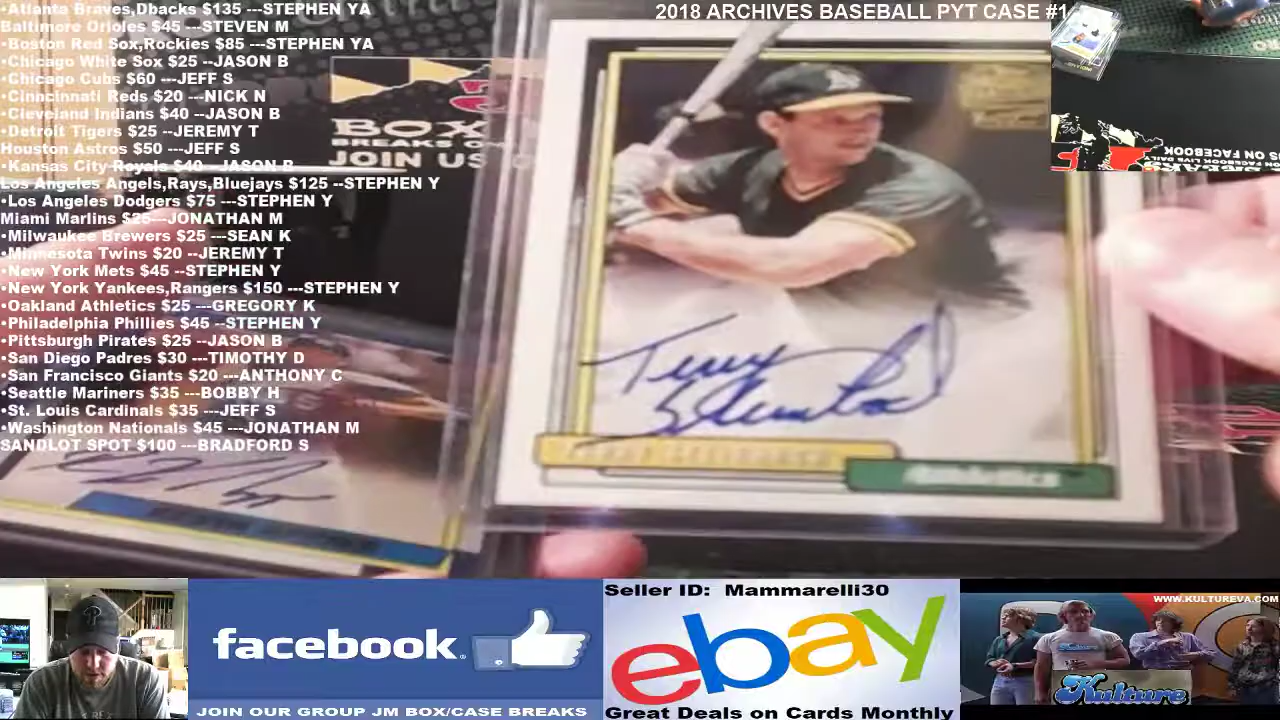 •Atlanta Braves,Dbacks $135 ---STEPHEN YA
Baltimore Orioles $45 ---STEVEN M
•Boston Red Sox,Rockies $85 ---STEPHEN YA
•Chicago White Sox $25 ---JASON B
•Chicago Cubs $60 ---JEFF S
•Cinncinnati Reds $20 ---NICK N
•Cleveland Indians $40 ---JASON B
•Detroit Tigers $25 ---JEREMY T
Houston Astros $50 ---JEFF S
•Kansas City Royals $40 ---JASON B
Los Angeles Angels,Rays,Bluejays $125 --STEPHEN Y
•Los Angeles Dodgers $75 ---STEPHEN Y
Miami Marlins $25---JONATHAN M
•Milwaukee Brewers $25 ---SEAN K
•Minnesota Twins $20 --JEREMY T
•New York Mets $45 --STEPHEN Y
•New York Yankees,Rangers $150 ---STEPHEN Y
•Oakland Athletics $25 ---GREGORY K
•Philadelphia Phillies $45 --STEPHEN Y
•Pittsburgh Pirates $25 --JASON B
•San Diego Padres $30 ---TIMOTHY D
•San Francisco Giants $20 ---ANTHONY C
•Seattle Mariners $35 ---BOBBY H
•St. Louis Cardinals $35 ---JEFF S
•Washington Nationals $45 ---JONATHAN M
SANDLOT SPOT $100 ---BRADFORD S
2018 ARCHIVES BASEBALL PYT CASE #1
BOX
BREAKS
JOIN US
Terry Steinbach
ATHLETICS
S ON FACEBOOK
facebook.
JOIN OUR GROUP JM BOX/CASE BREAKS
Seller ID: Mammarelli30
ebay
Great Deals on Cards Monthly
WWW.KULTUREVA.COM
Kulture